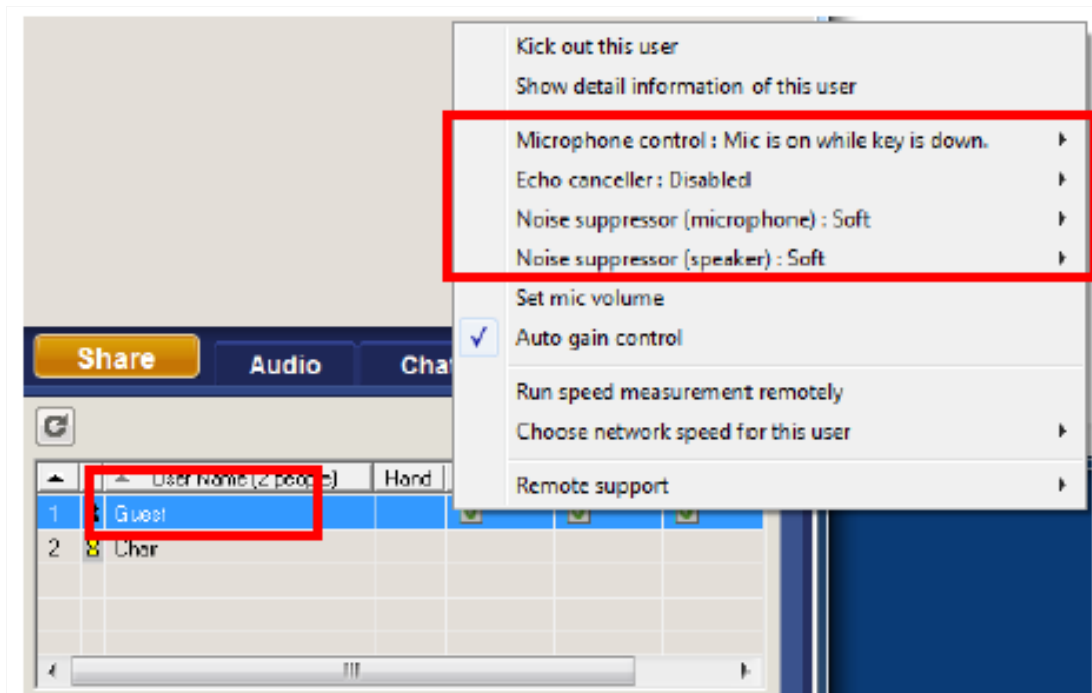 Kick out this user
Show detail information of this user
Microphone control : Mic is on while key is down.
Echo canceller : Disabled
Noise suppressor (microphone) : Soft
Noise suppressor (speaker) : Soft
Set mic volume
Auto gain control
Run speed measurement remotely
Choose network speed for this user
Remote support
Share Audio
User Name (2 people) Hand
1 Guest
2 Chair